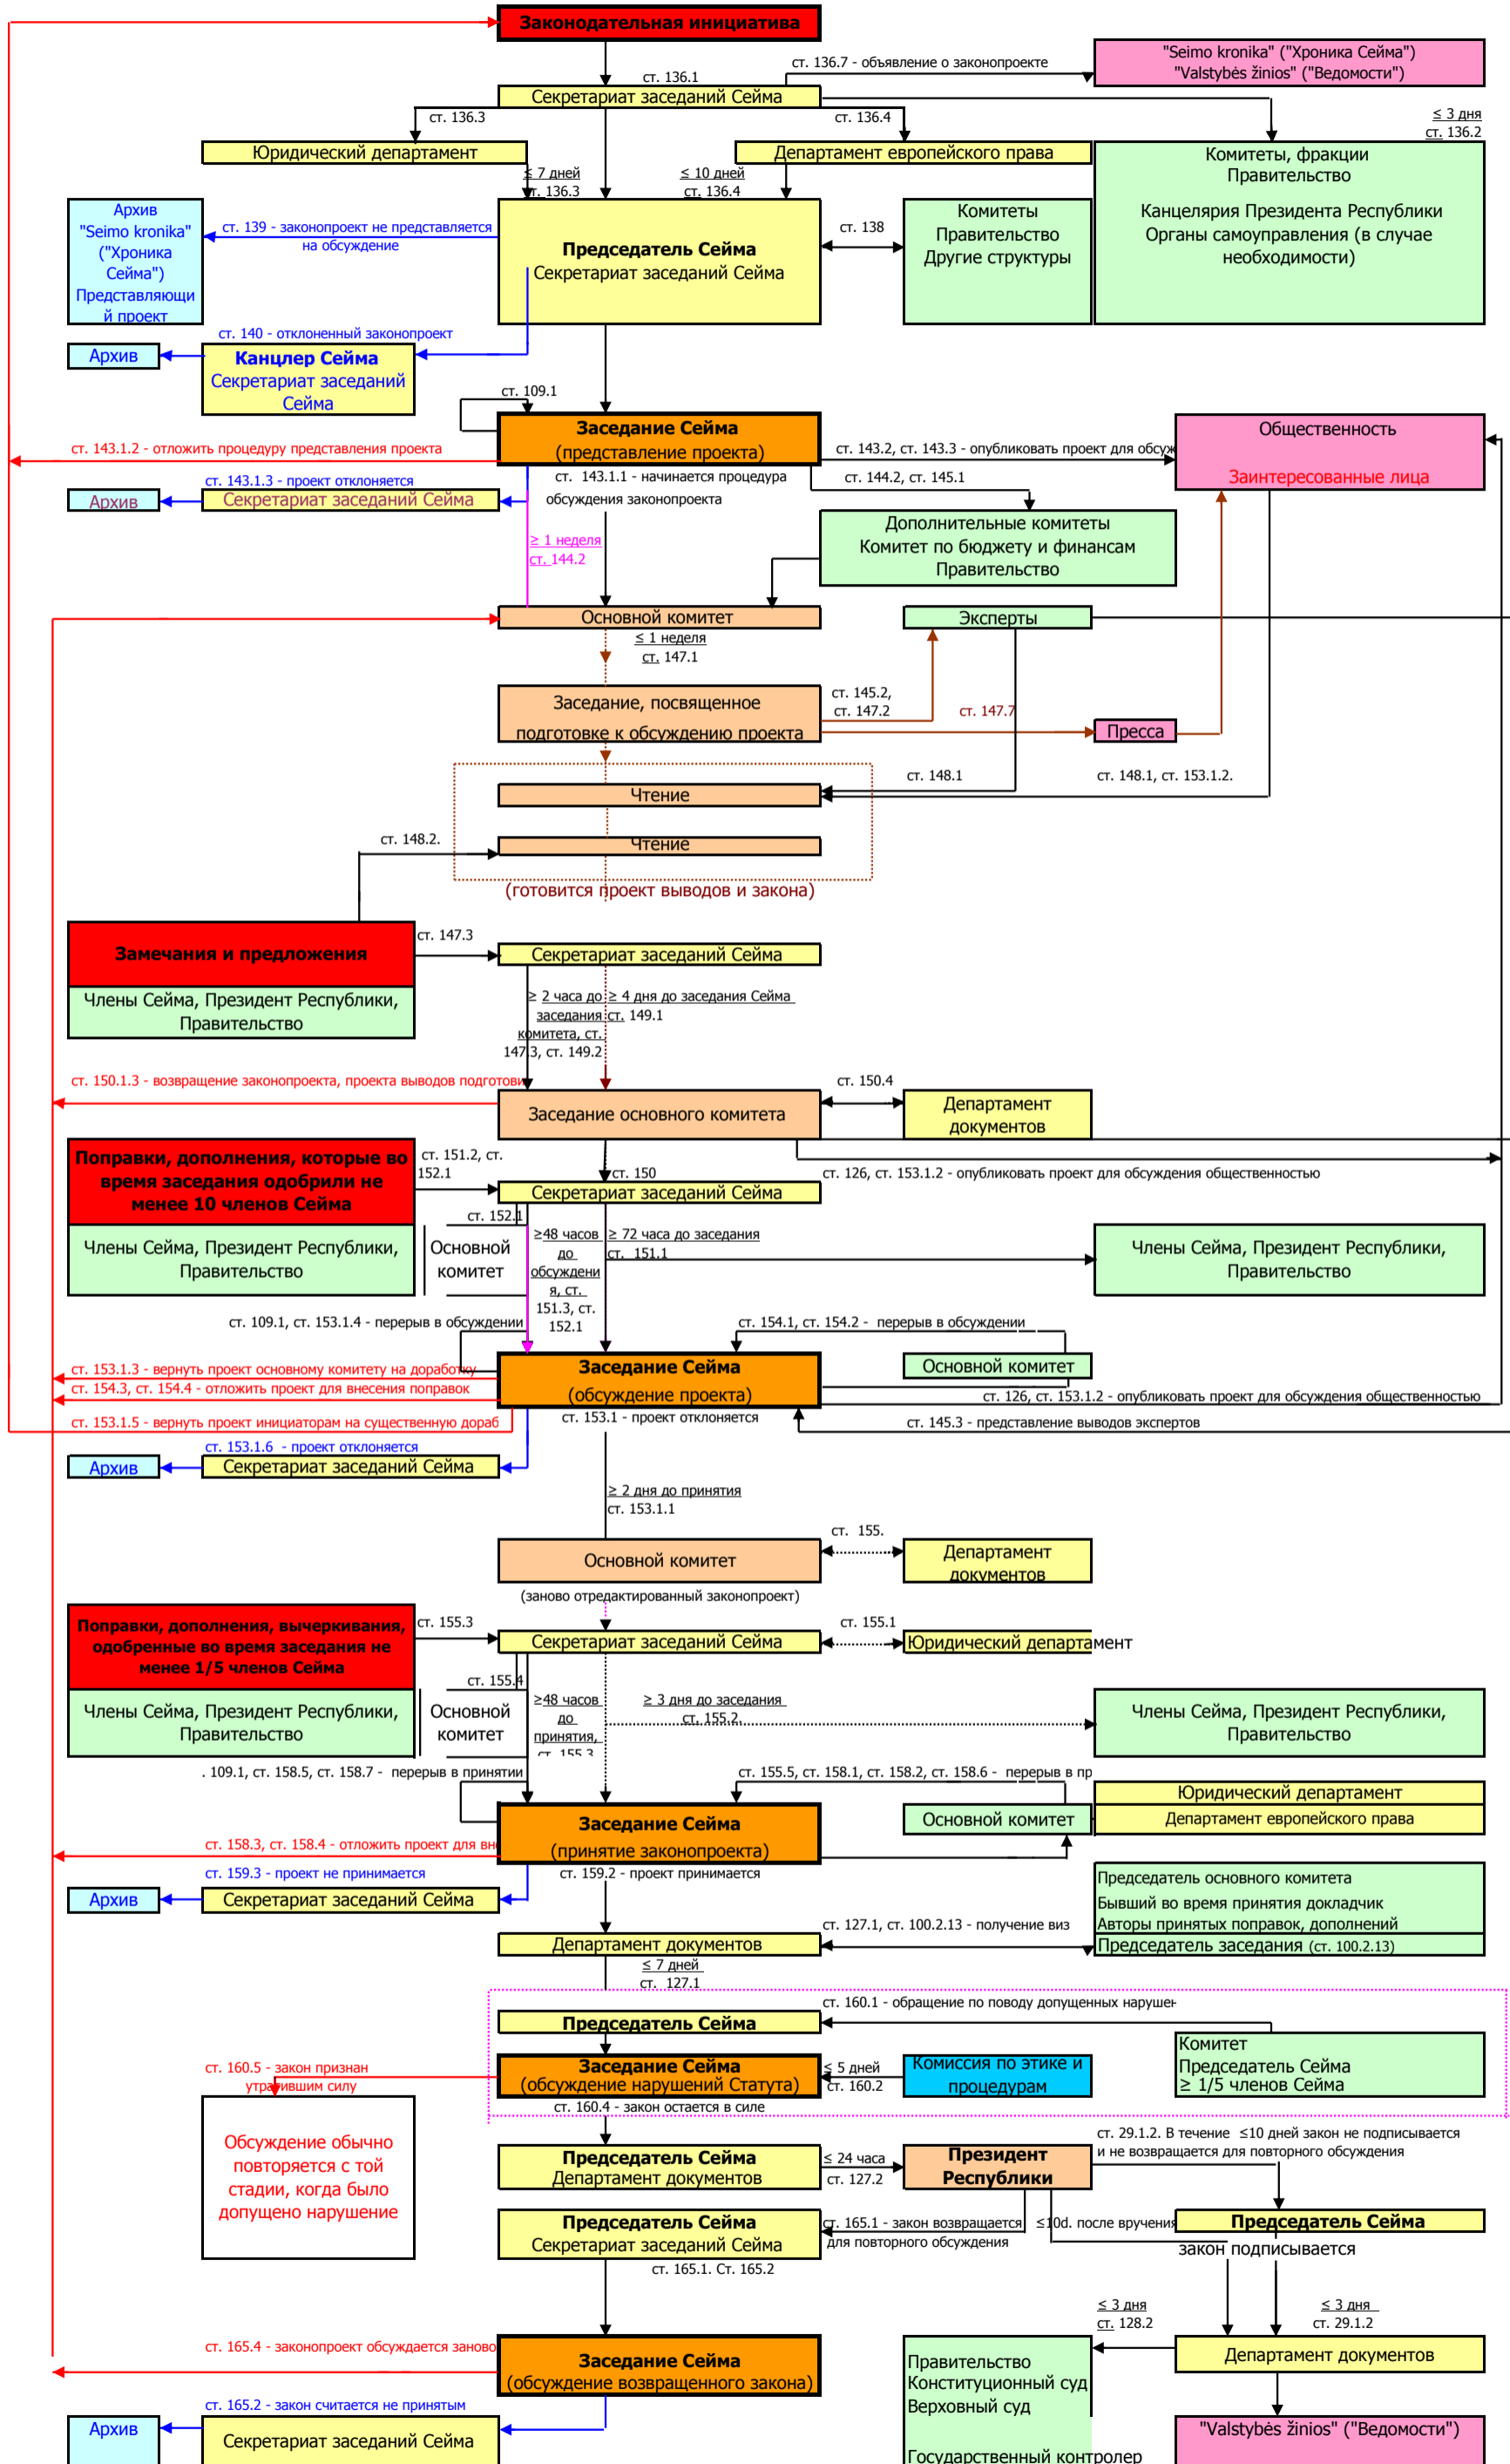 Законодательная инициатива
ст. 136.7 - объявление о законопроекте
"Seimo kronika" ("Хроника Сейма")
"Valstybės žinios" ("Ведомости")
ст. 136.1
Секретариат заседаний Сейма
ст. 136.3
ст. 136.4
≤ 3 дня
ст. 136.2
Юридический департамент
Департамент европейского права
Комитеты, фракции
Правительство
Канцелярия Президента Республики
Органы самоуправления (в случае
необходимости)
≤ 7 дней
ст. 136.3
≤ 10 дней
ст. 136.4
Архив
"Seimo kronika"
("Хроника
Сейма")
Представляющи
й проект
ст. 139 - законопроект не представляется
на обсуждение
Председатель Сейма
Секретариат заседаний Сейма
ст. 138
Комитеты
Правительство
Другие структуры
ст. 140 - отклоненный законопроект
Архив
Канцлер Сейма
Секретариат заседаний
Сейма
ст. 109.1
Заседание Сейма
(представление проекта)
ст. 143.1.2 - отложить процедуру представления проекта
ст. 143.2, ст. 143.3 - опубликовать проект для обсуж
Общественность
Заинтересованные лица
ст. 143.1.3 - проект отклоняется
Архив
Секретариат заседаний Сейма
ст. 143.1.1 - начинается процедура
обсуждения законопроекта
ст. 144.2, ст. 145.1
≥ 1 неделя
ст. 144.2
Дополнительные комитеты
Комитет по бюджету и финансам
Правительство
Основной комитет
Эксперты
≤ 1 неделя
ст. 147.1
Заседание, посвященное
подготовке к обсуждению проекта
ст. 145.2,
ст. 147.2
ст. 147.7
Пресса
ст. 148.1
ст. 148.1, ст. 153.1.2.
Чтение
ст. 148.2.
Чтение
(готовится проект выводов и закона)
Замечания и предложения
Члены Сейма, Президент Республики,
Правительство
ст. 147.3
Секретариат заседаний Сейма
≥ 2 часа до
заседания
комитета, ст.
147.3, ст. 149.2
≥ 4 дня до заседания Сейма
ст. 149.1
ст. 150.1.3 - возвращение законопроекта, проекта выводов подготови
Заседание основного комитета
ст. 150.4
Департамент
документов
Поправки, дополнения, которые во
время заседания одобрили не
менее 10 членов Сейма
Члены Сейма, Президент Республики,
Правительство
ст. 151.2, ст.
152.1
ст. 150
Секретариат заседаний Сейма
ст. 126, ст. 153.1.2 - опубликовать проект для обсуждения общественностью
ст. 152.1
Основной
комитет
≥48 часов
до
обсуждени
я, ст.
151.3, ст.
152.1
≥ 72 часа до заседания
ст. 151.1
Члены Сейма, Президент Республики,
Правительство
ст. 109.1, ст. 153.1.4 - перерыв в обсуждении
ст. 154.1, ст. 154.2 - перерыв в обсуждении
Заседание Сейма
(обсуждение проекта)
Основной комитет
ст. 153.1.3 - вернуть проект основному комитету на доработку
ст. 154.3, ст. 154.4 - отложить проект для внесения поправок
ст. 126, ст. 153.1.2 - опубликовать проект для обсуждения общественностью
ст. 153.1.5 - вернуть проект инициаторам на существенную дораб
ст. 153.1 - проект отклоняется
ст. 145.3 - представление выводов экспертов
ст. 153.1.6 - проект отклоняется
Архив
Секретариат заседаний Сейма
≥ 2 дня до принятия
ст. 153.1.1
Основной комитет
ст. 155.
Департамент
документов
(заново отредактированный законопроект)
Поправки, дополнения, вычеркивания,
одобренные во время заседания не
менее 1/5 членов Сейма
Члены Сейма, Президент Республики,
Правительство
ст. 155.3
Секретариат заседаний Сейма
ст. 155.1
Юридический департамент
ст. 155.4
Основной
комитет
≥48 часов
до
принятия,
ст. 155.3
≥ 3 дня до заседания
ст. 155.2.
Члены Сейма, Президент Республики,
Правительство
. 109.1, ст. 158.5, ст. 158.7 - перерыв в принятии
ст. 155.5, ст. 158.1, ст. 158.2, ст. 158.6 - перерыв в пр
Заседание Сейма
(принятие законопроекта)
Основной комитет
Юридический департамент
Департамент европейского права
ст. 158.3, ст. 158.4 - отложить проект для вне
ст. 159.3 - проект не принимается
Архив
Секретариат заседаний Сейма
ст. 159.2 - проект принимается
Председатель основного комитета
Бывший во время принятия докладчик
Авторы принятых поправок, дополнений
Председатель заседания (ст. 100.2.13)
ст. 127.1, ст. 100.2.13 - получение виз
Департамент документов
≤ 7 дней
ст. 127.1
ст. 160.1 - обращение по поводу допущенных нарушен
Председатель Сейма
Комитет
Председатель Сейма
≥ 1/5 членов Сейма
ст. 160.5 - закон признан
утратившим силу
Заседание Сейма
(обсуждение нарушений Статута)
≤ 5 дней
ст. 160.2
Комиссия по этике и
процедурам
ст. 160.4 - закон остается в силе
Обсуждение обычно
повторяется с той
стадии, когда было
допущено нарушение
Председатель Сейма
Департамент документов
≤ 24 часа
ст. 127.2
Президент
Республики
ст. 29.1.2. В течение ≤10 дней закон не подписывается
и не возвращается для повторного обсуждения
Председатель Сейма
Секретариат заседаний Сейма
ст. 165.1 - закон возвращается
для повторного обсуждения
≤10d. после вручения
Председатель Сейма
закон подписывается
ст. 165.1. Ст. 165.2
≤ 3 дня
ст. 128.2
≤ 3 дня
ст. 29.1.2
ст. 165.4 - законопроект обсуждается заново
Заседание Сейма
(обсуждение возвращенного закона)
Правительство
Конституционный суд
Верховный суд
Государственный контролер
Департамент документов
ст. 165.2 - закон считается не принятым
Архив
Секретариат заседаний Сейма
"Valstybės žinios" ("Ведомости")